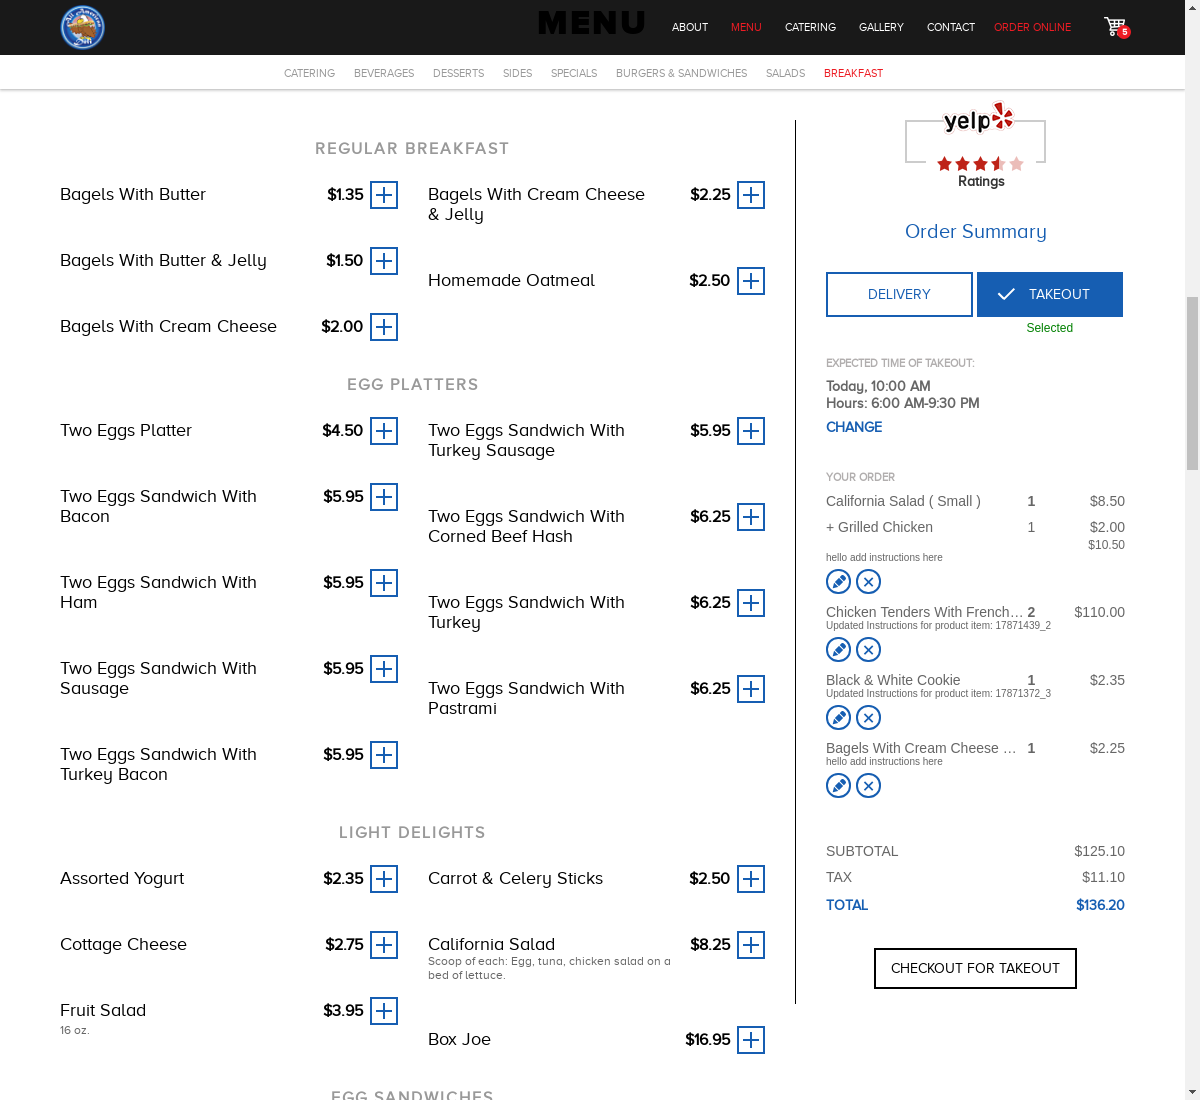 All American
Deli
MENU
ABOUT
MENU
CATERING
GALLERY
CONTACT
ORDER ONLINE
5
CATERING
BEVERAGES
DESSERTS
SIDES
SPECIALS
BURGERS & SANDWICHES
SALADS
BREAKFAST
REGULAR BREAKFAST
Bagels With Butter $1.35
Bagels With Butter & Jelly $1.50
Bagels With Cream Cheese $2.00
Bagels With Cream Cheese $2.25
& Jelly
Homemade Oatmeal $2.50
EGG PLATTERS
Two Eggs Platter $4.50
Two Eggs Sandwich With $5.95
Bacon
Two Eggs Sandwich With $5.95
Ham
Two Eggs Sandwich With $5.95
Sausage
Two Eggs Sandwich With $5.95
Turkey Bacon
Two Eggs Sandwich With $5.95
Turkey Sausage
Two Eggs Sandwich With $6.25
Corned Beef Hash
Two Eggs Sandwich With $6.25
Turkey
Two Eggs Sandwich With $6.25
Pastrami
LIGHT DELIGHTS
Assorted Yogurt $2.35
Cottage Cheese $2.75
Fruit Salad $3.95
16 oz.
Carrot & Celery Sticks $2.50
California Salad $8.25
Scoop of each: Egg, tuna, chicken salad on a
bed of lettuce.
Box Joe $16.95
EGG SANDWICHES
yelp
Ratings
Order Summary
DELIVERY
TAKEOUT
Selected
EXPECTED TIME OF TAKEOUT:
Today, 10:00 AM
Hours: 6:00 AM-9:30 PM
CHANGE
YOUR ORDER
California Salad ( Small ) 1 $8.50
+ Grilled Chicken 1 $2.00
$10.50
hello add instructions here
Chicken Tenders With French… 2 $110.00
Updated Instructions for product item: 17871439_2
Black & White Cookie 1 $2.35
Updated Instructions for product item: 17871372_3
Bagels With Cream Cheese … 1 $2.25
hello add instructions here
SUBTOTAL $125.10
TAX $11.10
TOTAL $136.20
CHECKOUT FOR TAKEOUT